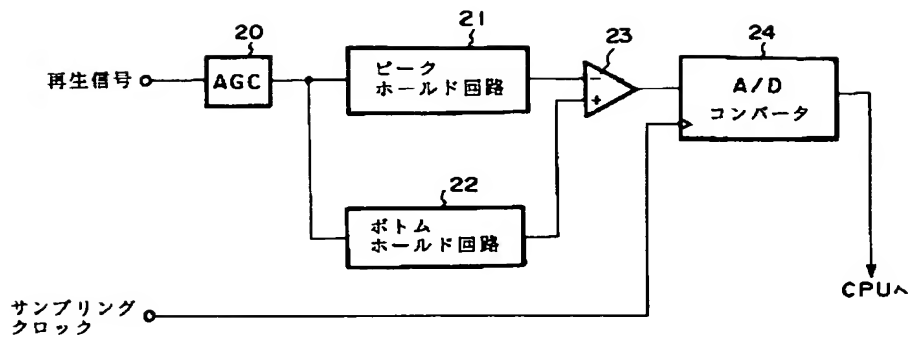 20
21
23
24
再生信号
AGC
ピーク
ホールド回路
−
+
A/D
コンバータ
22
ボトム
ホールド回路
CPUへ
サンプリング
クロック